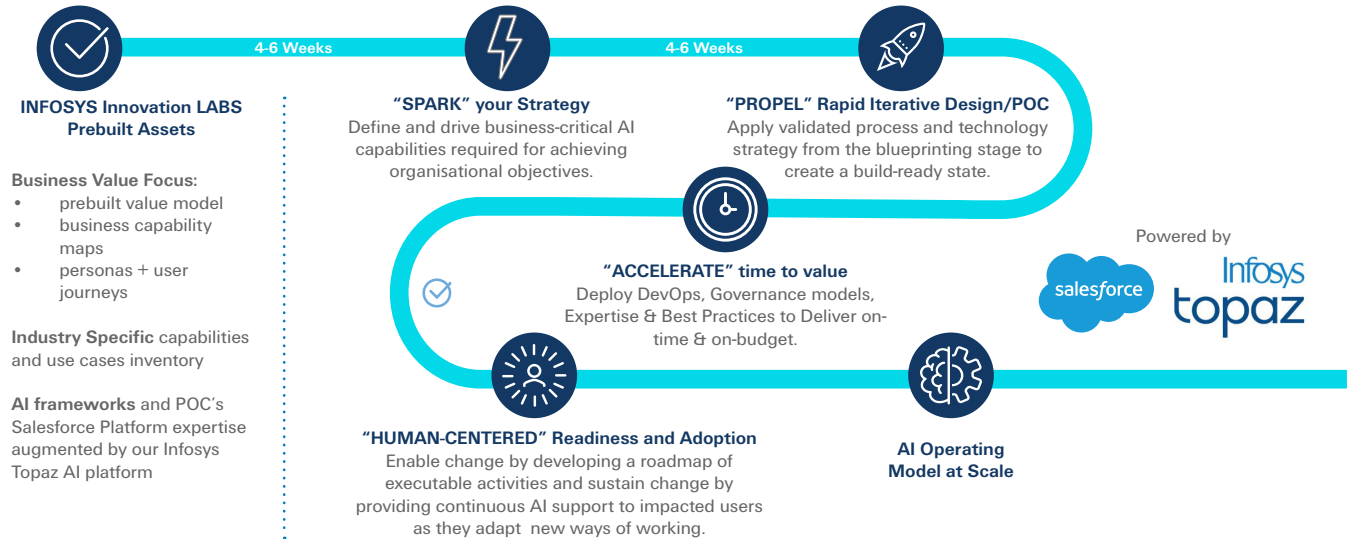 4-6 Weeks
4-6 Weeks
INFOSYS Innovation LABS
Prebuilt Assets
Business Value Focus:
• prebuilt value model
• business capability
maps
• personas + user
journeys
Industry Specific capabilities
and use cases inventory
AI frameworks and POC's
Salesforce Platform expertise
augmented by our Infosys
Topaz AI platform
“SPARK” your Strategy
Define and drive business-critical AI
capabilities required for achieving
organisational objectives.
“PROPEL” Rapid Iterative Design/POC
Apply validated process and technology
strategy from the blueprinting stage to
create a build-ready state.
“ACCELERATE” time to value
Deploy DevOps, Governance models,
Expertise & Best Practices to Deliver on-
time & on-budget.
Powered by
salesforce
Infosys
topaz
“HUMAN-CENTERED” Readiness and Adoption
Enable change by developing a roadmap of
executable activities and sustain change by
providing continuous AI support to impacted users
as they adapt new ways of working.
AI Operating
Model at Scale